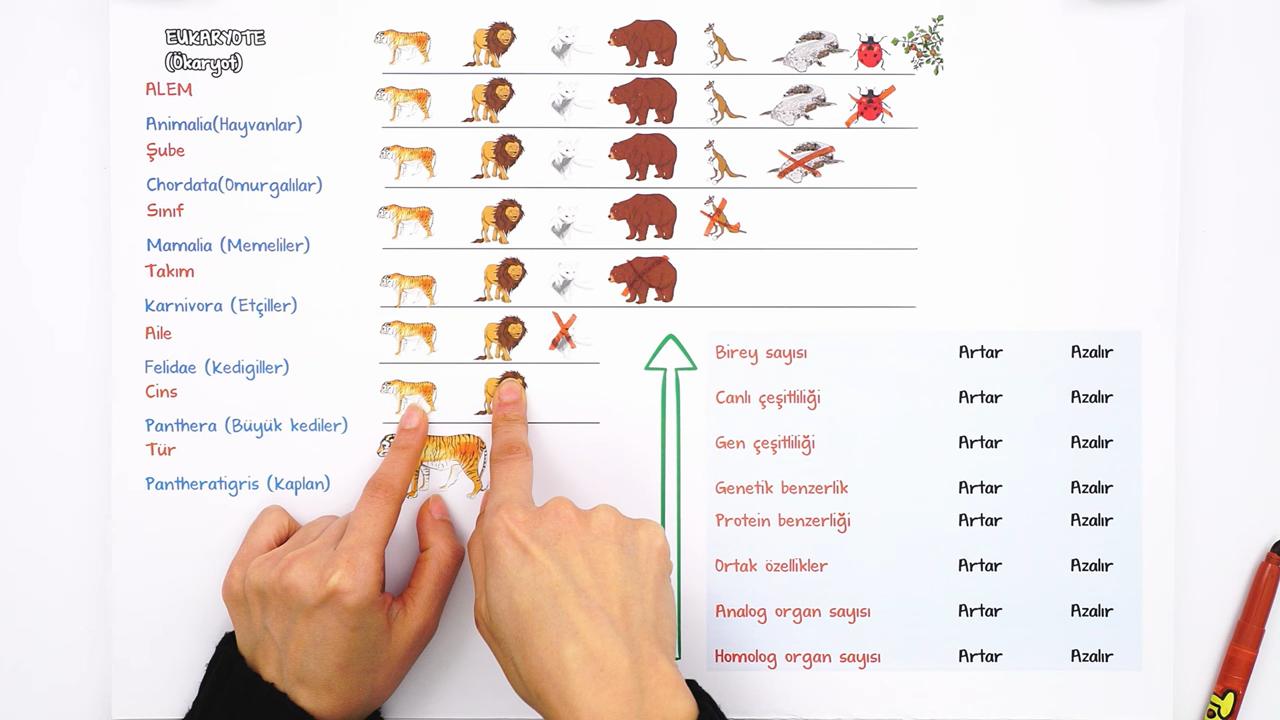 EUKARYOTE
(Ökaryot)
ALEM
Animalia(Hayvanlar)
Şube
Chordata(Omurgalılar)
Sınıf
Mamalia (Memeliler)
Takım
Karnivora (Etçiller)
Aile
Felidae (Kedigiller)
Cins
Panthera (Büyük kediler)
Tür
Pantheratigris (Kaplan)
Birey sayısı Artar Azalır
Canlı çeşitliliği Artar Azalır
Gen çeşitliliği Artar Azalır
Genetik benzerlik Artar Azalır
Protein benzerliği Artar Azalır
Ortak özellikler Artar Azalır
Analog organ sayısı Artar Azalır
Homolog organ sayısı Artar Azalır